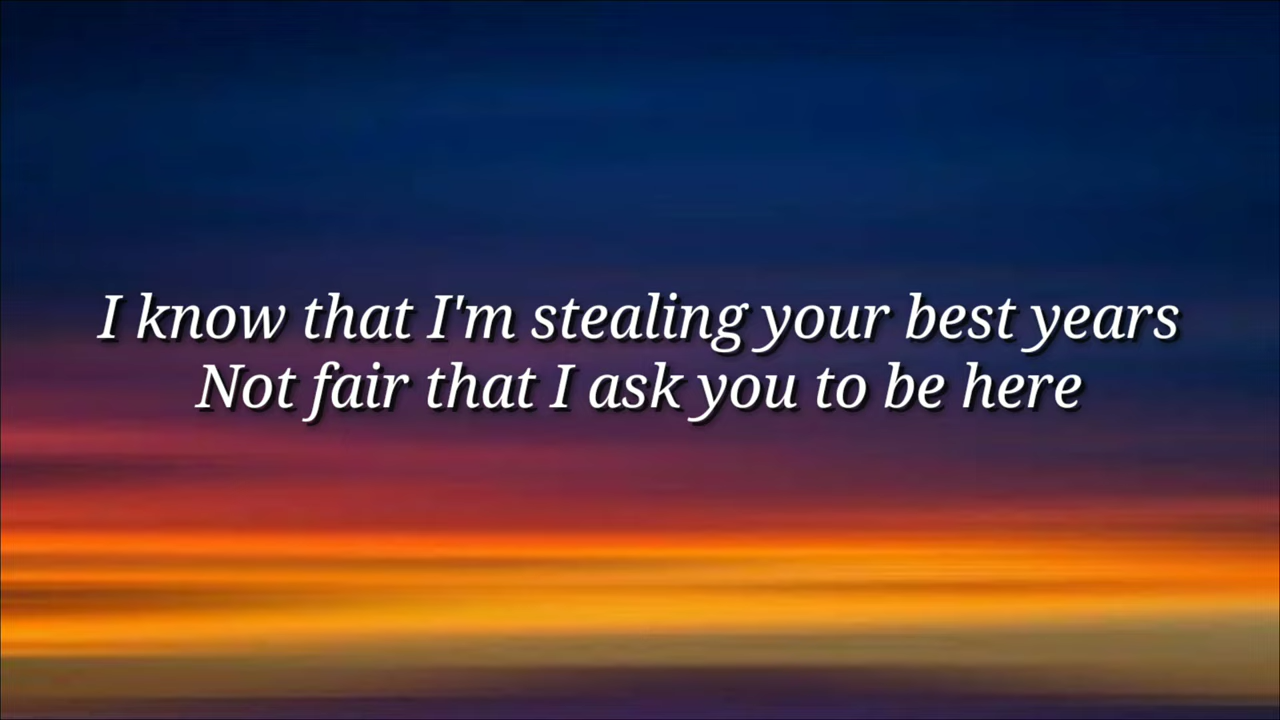 I know that I'm stealing your best years
Not fair that I ask you to be here